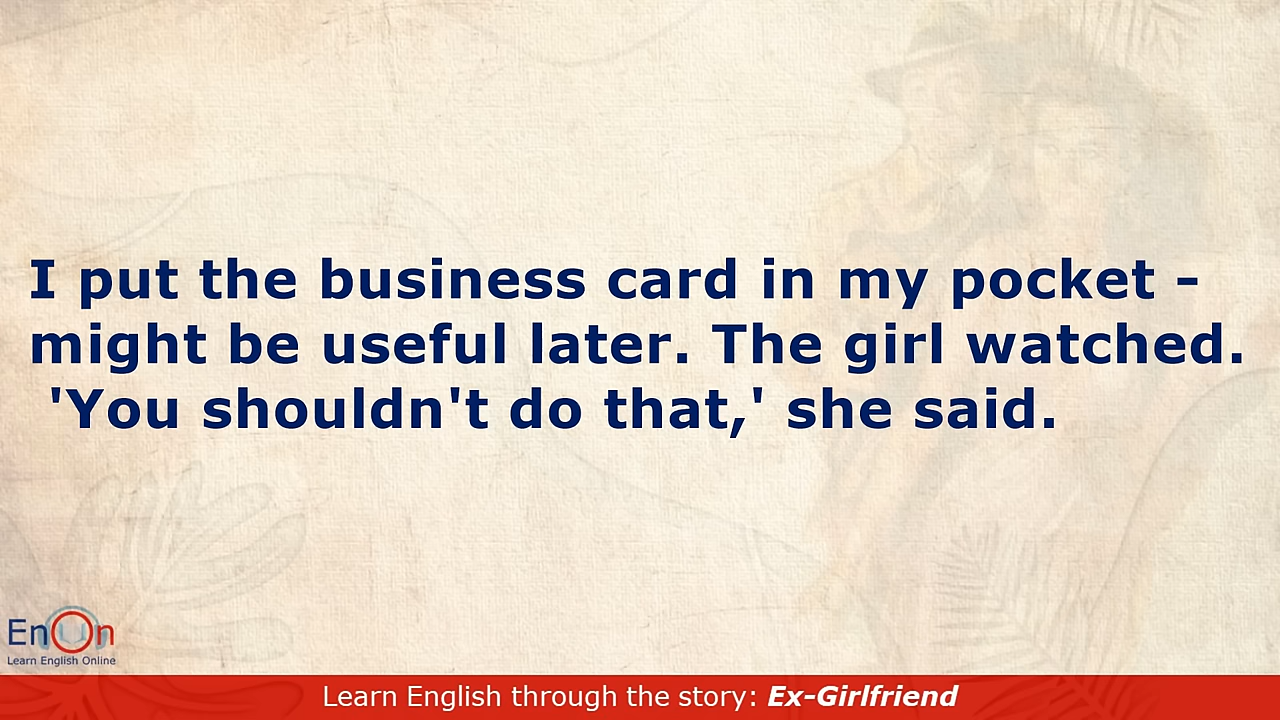 I put the business card in my pocket -
might be useful later. The girl watched.
'You shouldn't do that,' she said.
EnOn
Learn English Online
Learn English through the story: Ex-Girlfriend